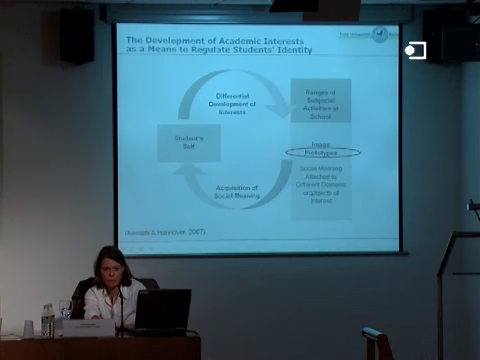 The Development of Academic Interests
as a Means to Regulate Students' Identity
Differential
Development of
Interests
Ranges of
Subjects/
Activities at
School
Student's
Self
Image
Prototypes
Social Meaning
Attached to
Different Domains
or Objects of
Interest
Acquisition of
Social Meaning
(Kessels & Hannover, 2007)